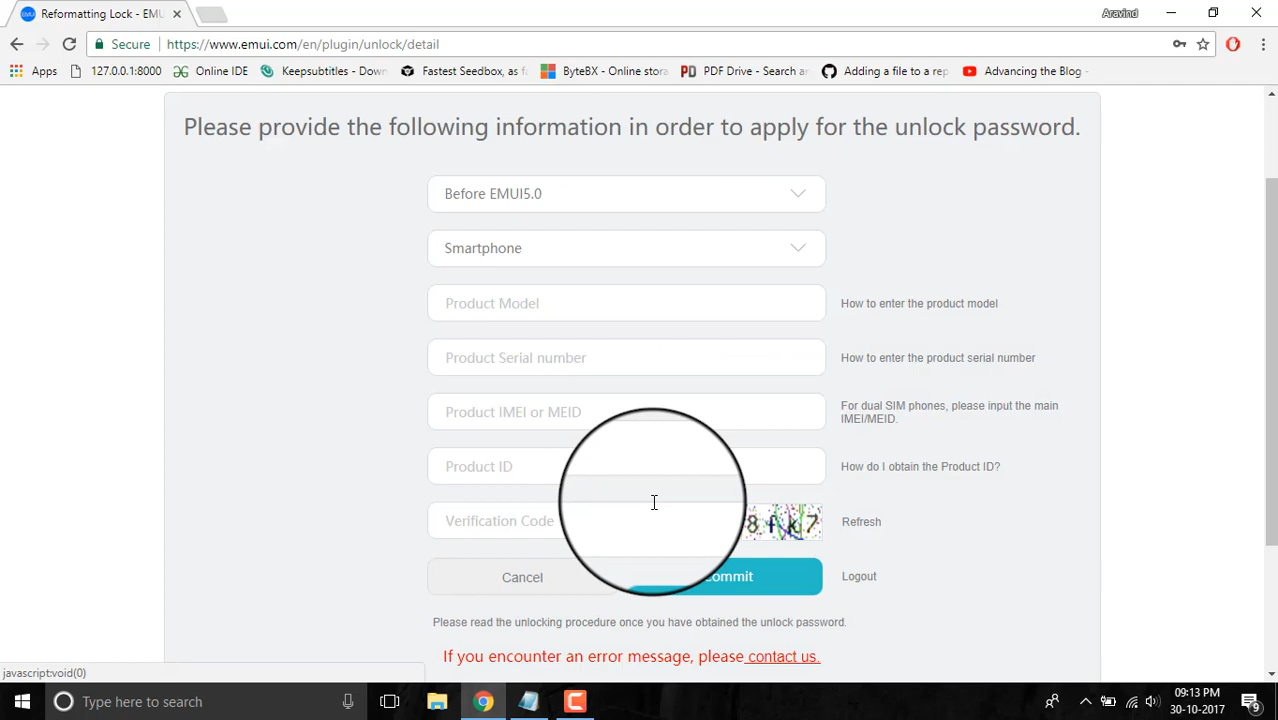 Reformatting Lock - EMU
Aravind
Secure
https://www.emui.com/en/plugin/unlock/detail
Apps
127.0.0.1:8000
Online IDE
Keepsubtitles - Down
Fastest Seedbox, as f
ByteBX - Online stora
PDF Drive - Search a
Adding a file to a rep
Advancing the Blog -
Please provide the following information in order to apply for the unlock password.
Before EMUI5.0
Smartphone
Product Model
How to enter the product model
Product Serial number
How to enter the product serial number
Product IMEI or MEID
For dual SIM phones, please input the main
IMEI/MEID.
Product ID
How do I obtain the Product ID?
Verification Code
8fk7
Refresh
Cancel
Commit
Logout
Please read the unlocking procedure once you have obtained the unlock password.
If you encounter an error message, please contact us.
javascript:void(0)
Type here to search
09:13 PM
30-10-2017
9